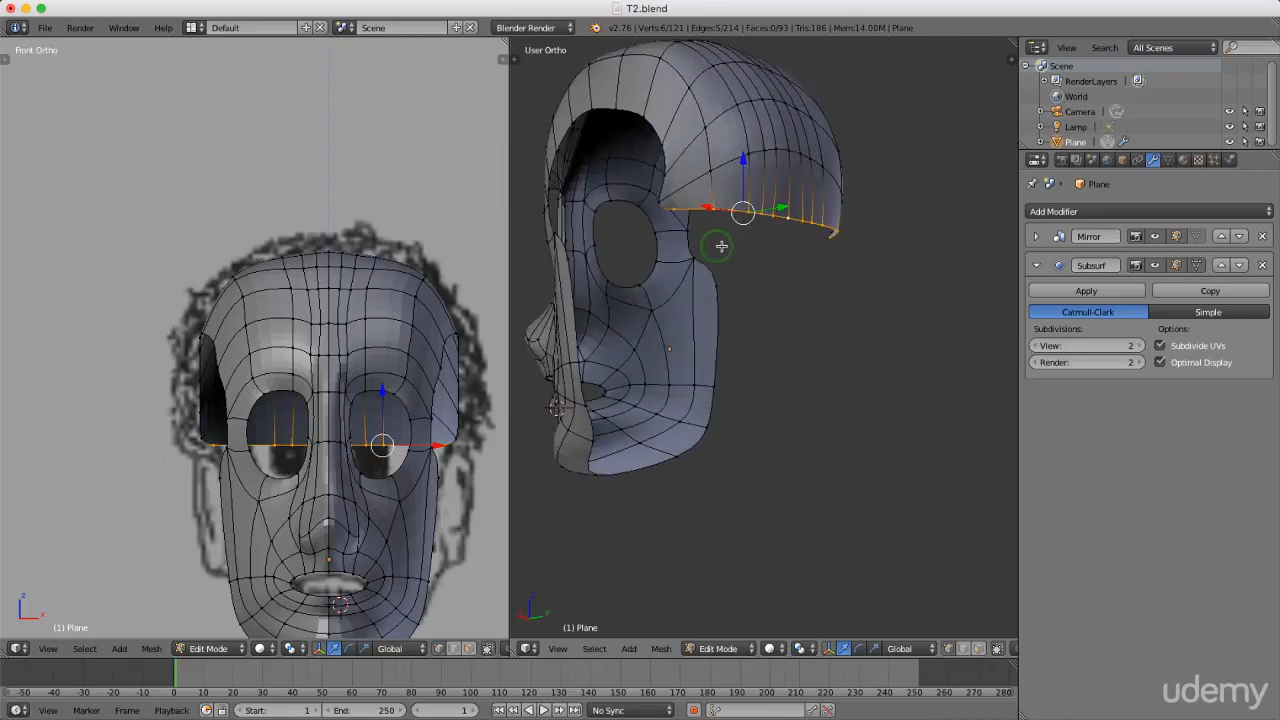 T2.blend
File Render Window Help Default Scene Blender Render v2.76 | Verts:6/121 | Edges:5/214 | Faces:0/93 | Tris:186 | Mem:14.00M | Plane
View Search All Scenes
Front Ortho
User Ortho
Scene
RenderLayers
World
Camera
Lamp
Plane
Plane
Add Modifier
Mirror
Subsurf
Apply Copy
Catmull-Clark Simple
Subdivisions: Options:
View: 2 Subdivide UVs
Render: 2 Optimal Display
z
x
z
x Y
(1) Plane
(1) Plane
View Select Add Mesh Edit Mode Global
View Select Add Mesh Edit Mode Global
-50 -40 -30 -20 -10 0 10 20 30 40 50 60 70 80 90 100 110 120 130 140 150 160 170 180 190 200 210 220 230 240 250 260 270 280
View Marker Frame Playback Start: 1 End: 250 1 No Sync
udemy